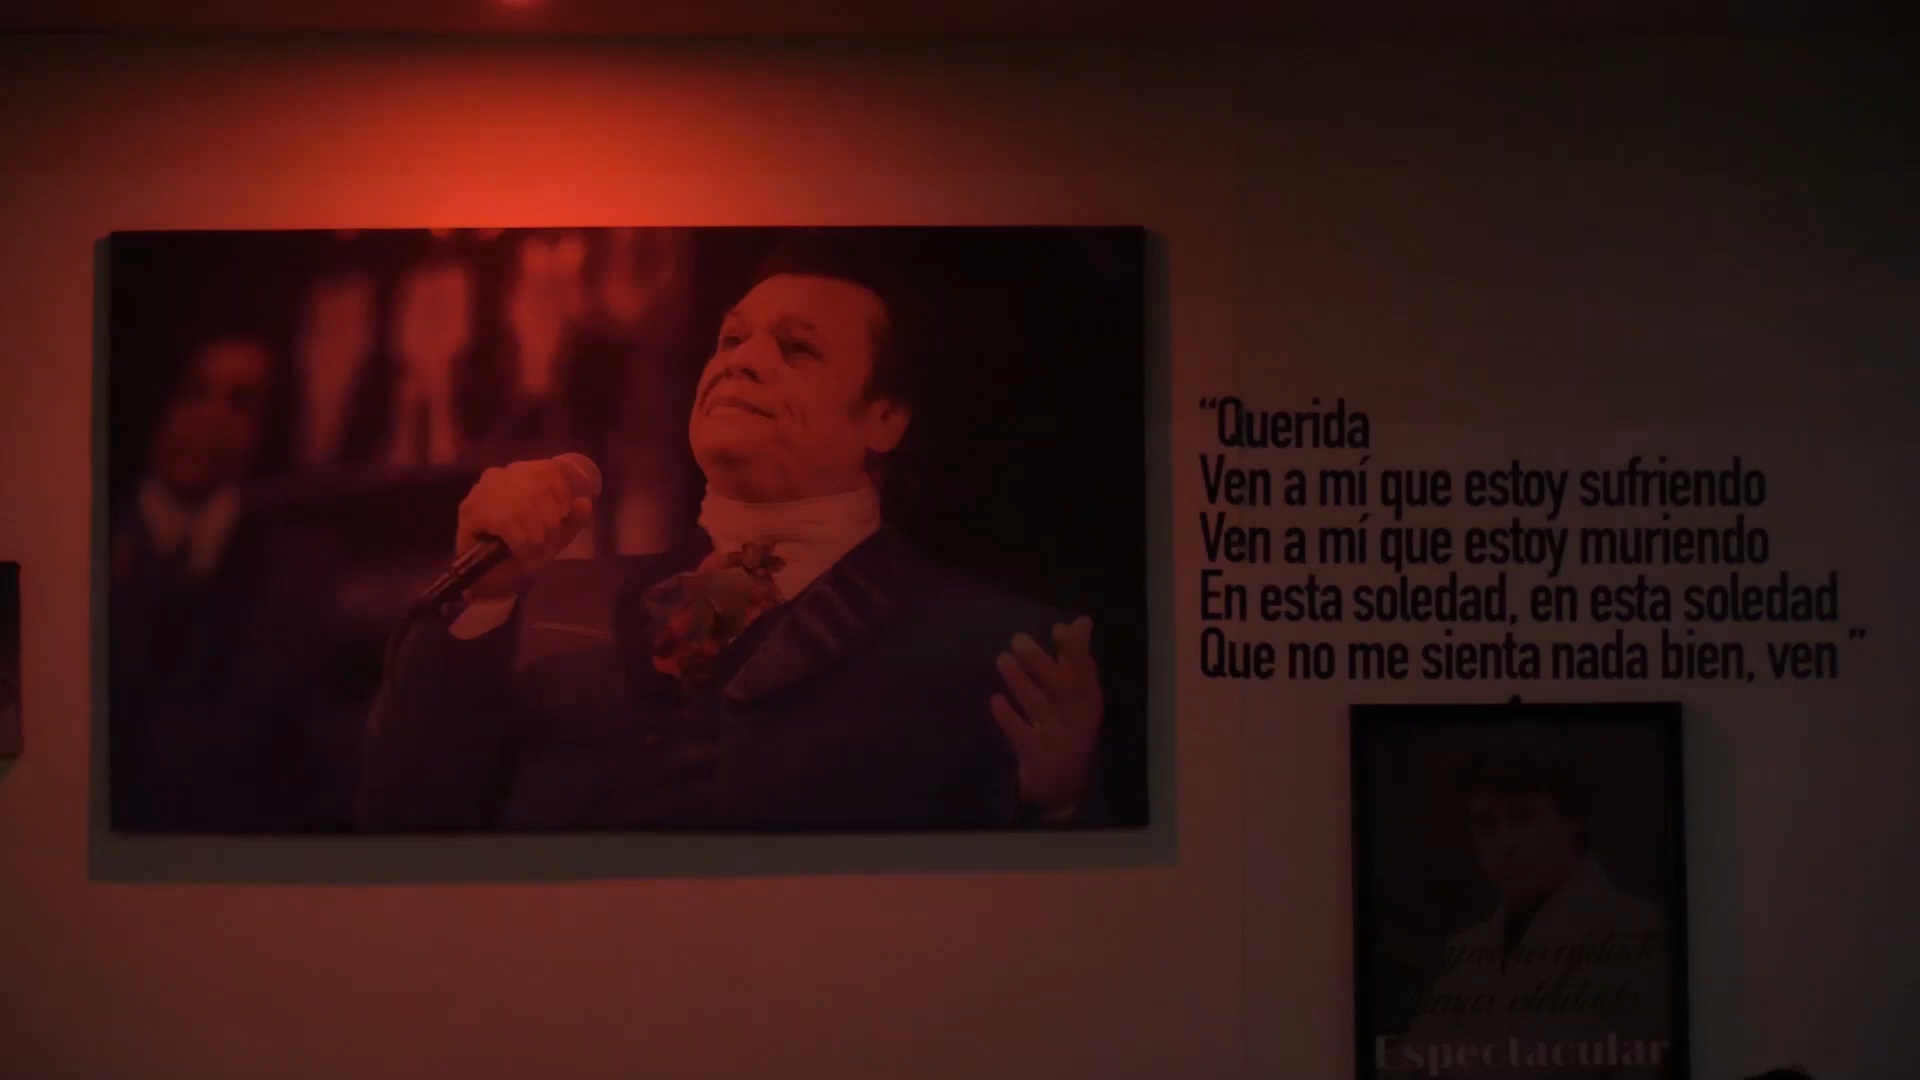 “Querida
Ven a mí que estoy sufriendo
Ven a mí que estoy muriendo
En esta soledad, en esta soledad
Que no me sienta nada bien, ven”
Espectacular